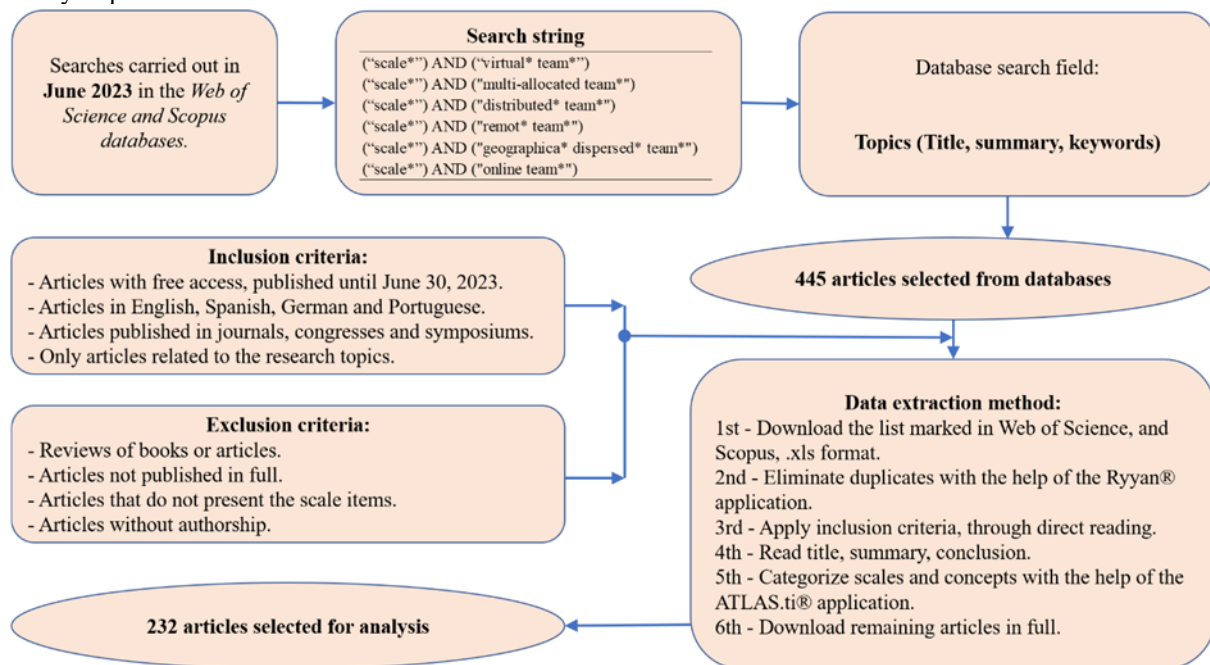 Searches carried out in
June 2023 in the Web of
Science and Scopus
databases.
Search string
(“scale*”) AND (“virtual* team*”)
(“scale*”) AND ("multi-allocated team*")
(“scale*”) AND ("distributed* team*")
(“scale*”) AND ("remot* team*")
(“scale*”) AND ("geographica* dispersed* team*")
(“scale*”) AND ("online team*")
Database search field:
Topics (Title, summary, keywords)
445 articles selected from databases
Inclusion criteria:
- Articles with free access, published until June 30, 2023.
- Articles in English, Spanish, German and Portuguese.
- Articles published in journals, congresses and symposiums.
- Only articles related to the research topics.
Exclusion criteria:
- Reviews of books or articles.
- Articles not published in full.
- Articles that do not present the scale items.
- Articles without authorship.
Data extraction method:
1st - Download the list marked in Web of Science, and
Scopus, .xls format.
2nd - Eliminate duplicates with the help of the Ryyan®
application.
3rd - Apply inclusion criteria, through direct reading.
4th - Read title, summary, conclusion.
5th - Categorize scales and concepts with the help of the
ATLAS.ti® application.
6th - Download remaining articles in full.
232 articles selected for analysis